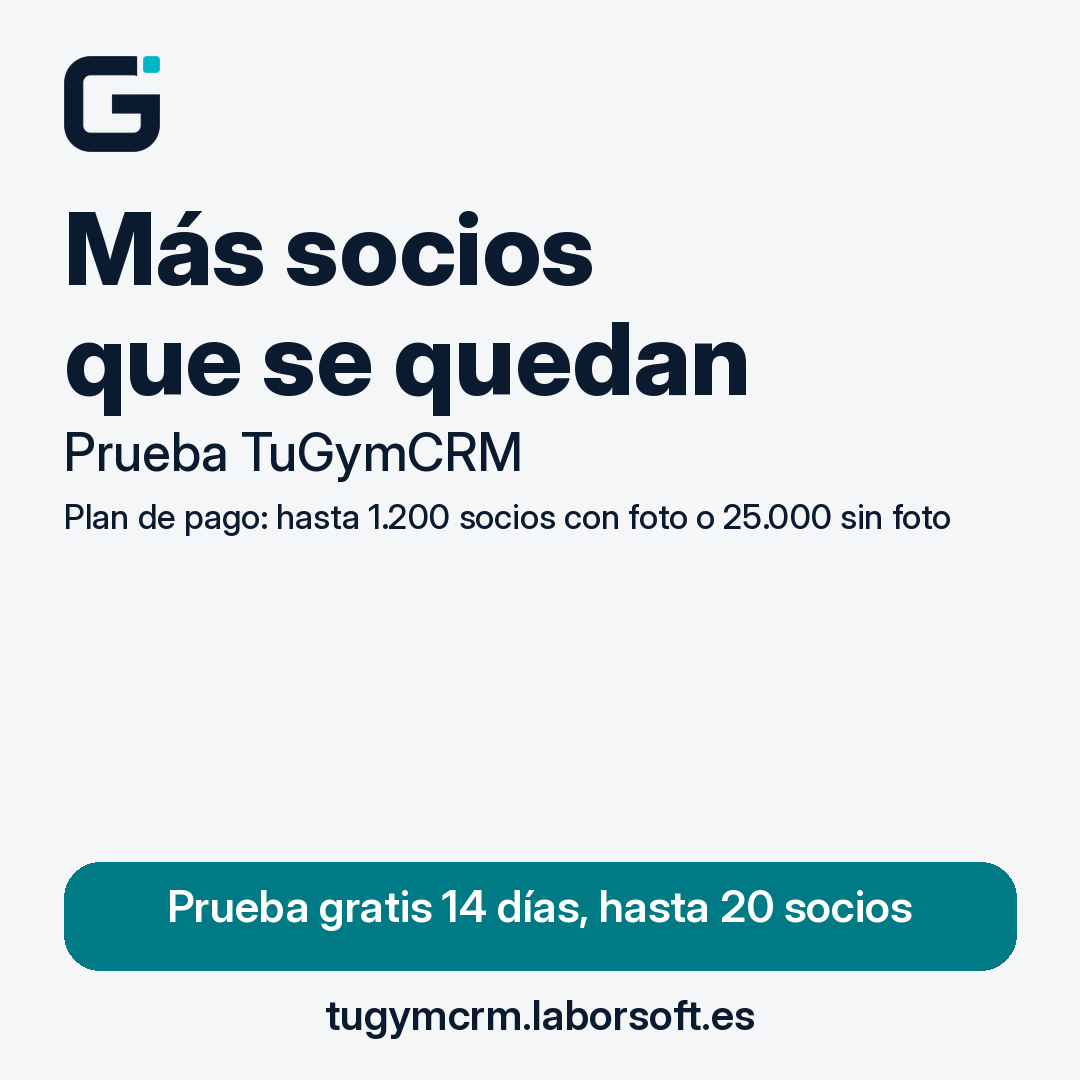 Más socios
que se quedan
Prueba TuGymCRM
Plan de pago: hasta 1.200 socios con foto o 25.000 sin foto
Prueba gratis 14 días, hasta 20 socios
tugymcrm.laborsoft.es